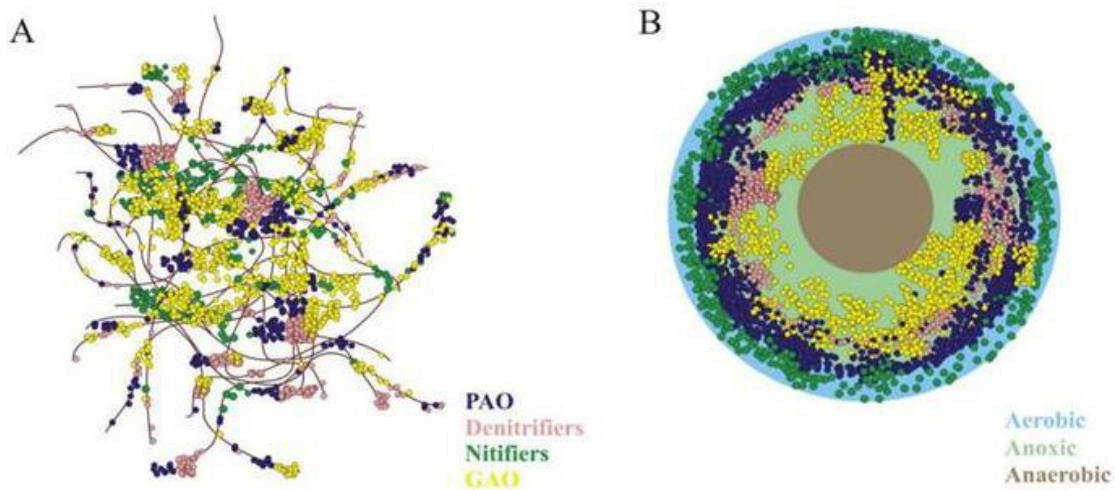 A
B
PAO
Denitrifiers
Nitifiers
GAO
Aerobic
Anoxic
Anaerobic